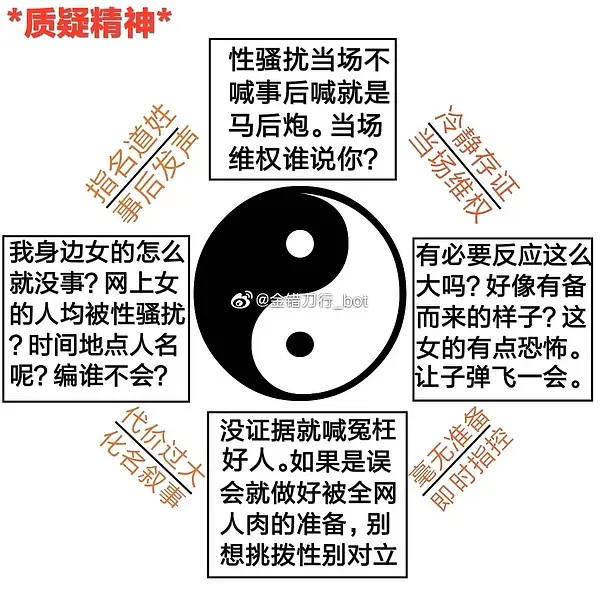 *质疑精神*
性骚扰当场不
喊事后喊就是
马后炮。当场
维权谁说你？
指名道姓
事后发声
冷静存证
当场维权
我身边女的怎么
就没事？网上女
的人均被性骚扰
？时间地点人名
呢？编谁不会？
@金错刀行_bot
有必要反应这么
大吗？好像有备
而来的样子？这
女的有点恐怖。
让子弹飞一会。
代价过大
化名叙事
毫无准备
即时指控
没证据就喊冤枉
好人。如果是误
会就做好被全网
人肉的准备，别
想挑拨性别对立